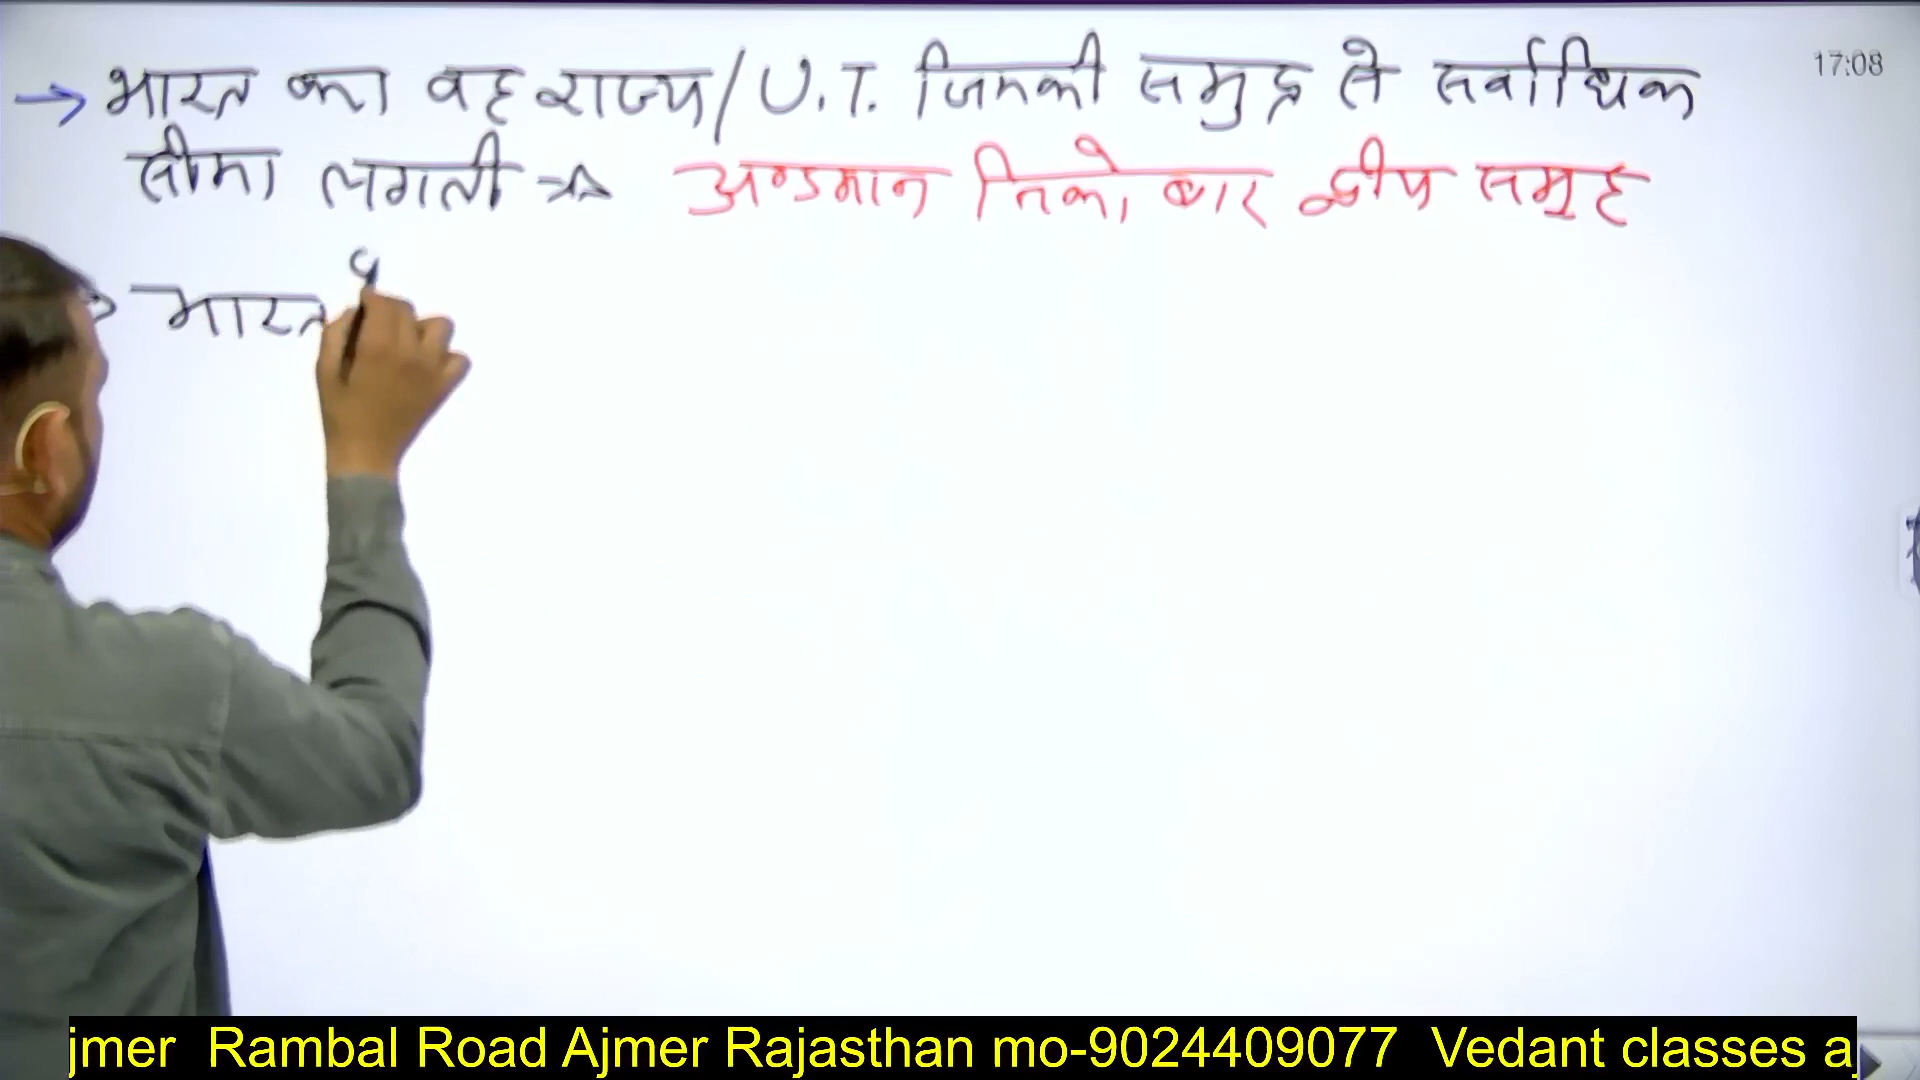 → भारत का वह राज्य/U.T. जिनकी समुद्र से सर्वाधिक
17:08
सीमा लगती → अण्डमान निकोबार द्वीप समूह
भारत
jmer Rambal Road Ajmer Rajasthan mo-9024409077 Vedant classes a